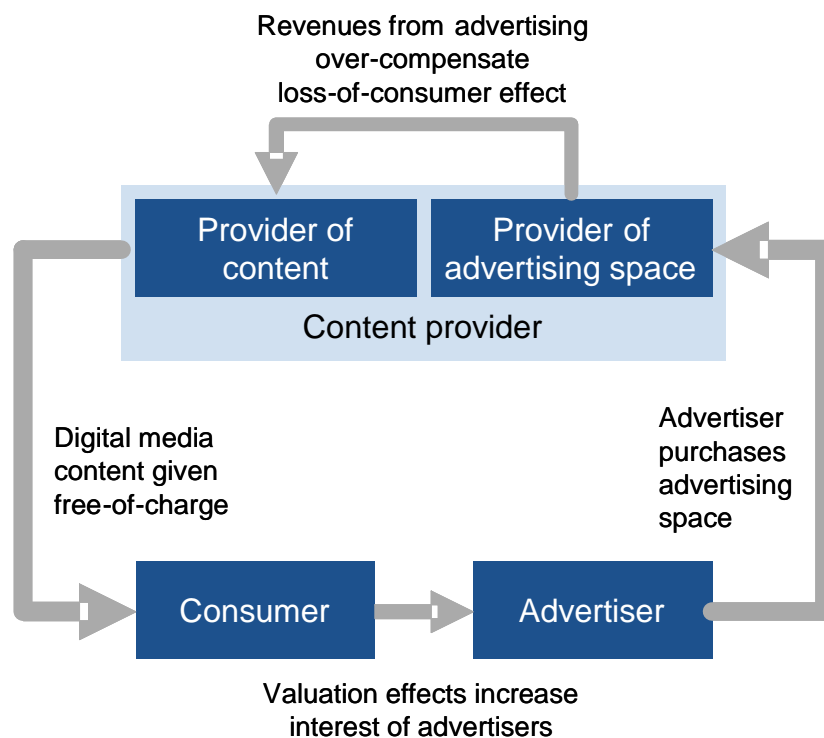 Revenues from advertising
over-compensate
loss-of-consumer effect
Provider of
content
Provider of
advertising space
Content provider
Digital media
content given
free-of-charge
Advertiser
purchases
advertising
space
Consumer
Advertiser
Valuation effects increase
interest of advertisers